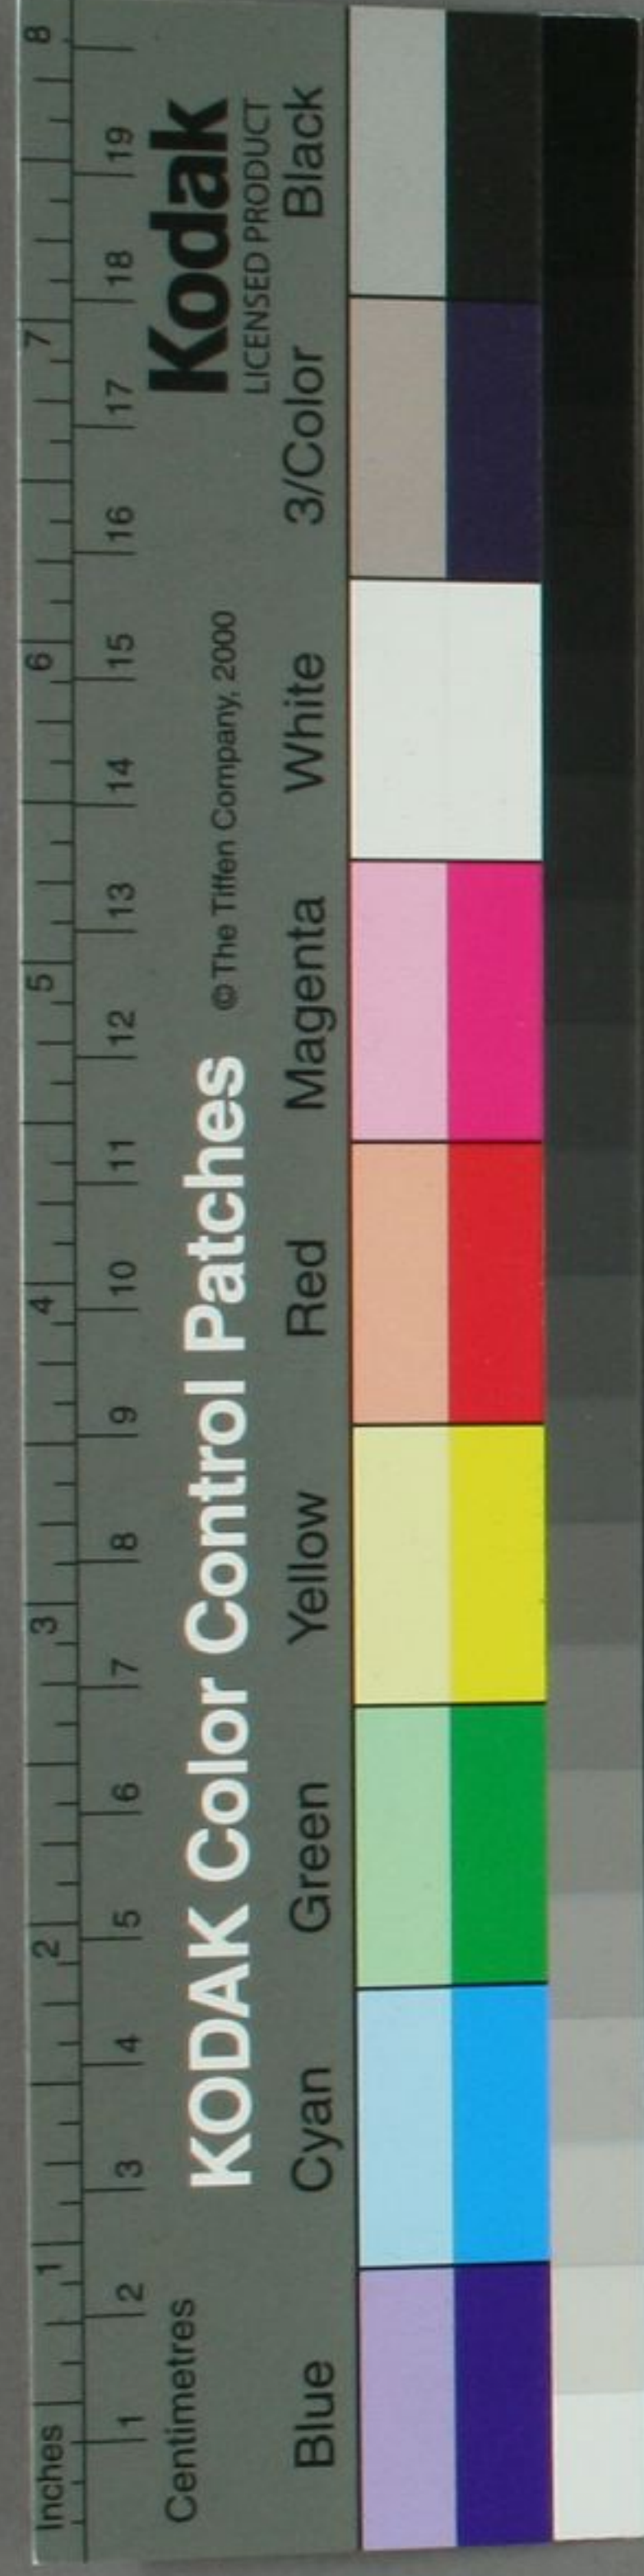 Inches 1 2 3 4 5 6 7 8
1 2 3 4 5 6 7 8 9 10 11 12 13 14 15 16 17 18 19
Centimetres
KODAK Color Control Patches © The Tiffen Company, 2000 Kodak
LICENSED PRODUCT
Blue Cyan Green Yellow Red Magenta White 3/Color Black